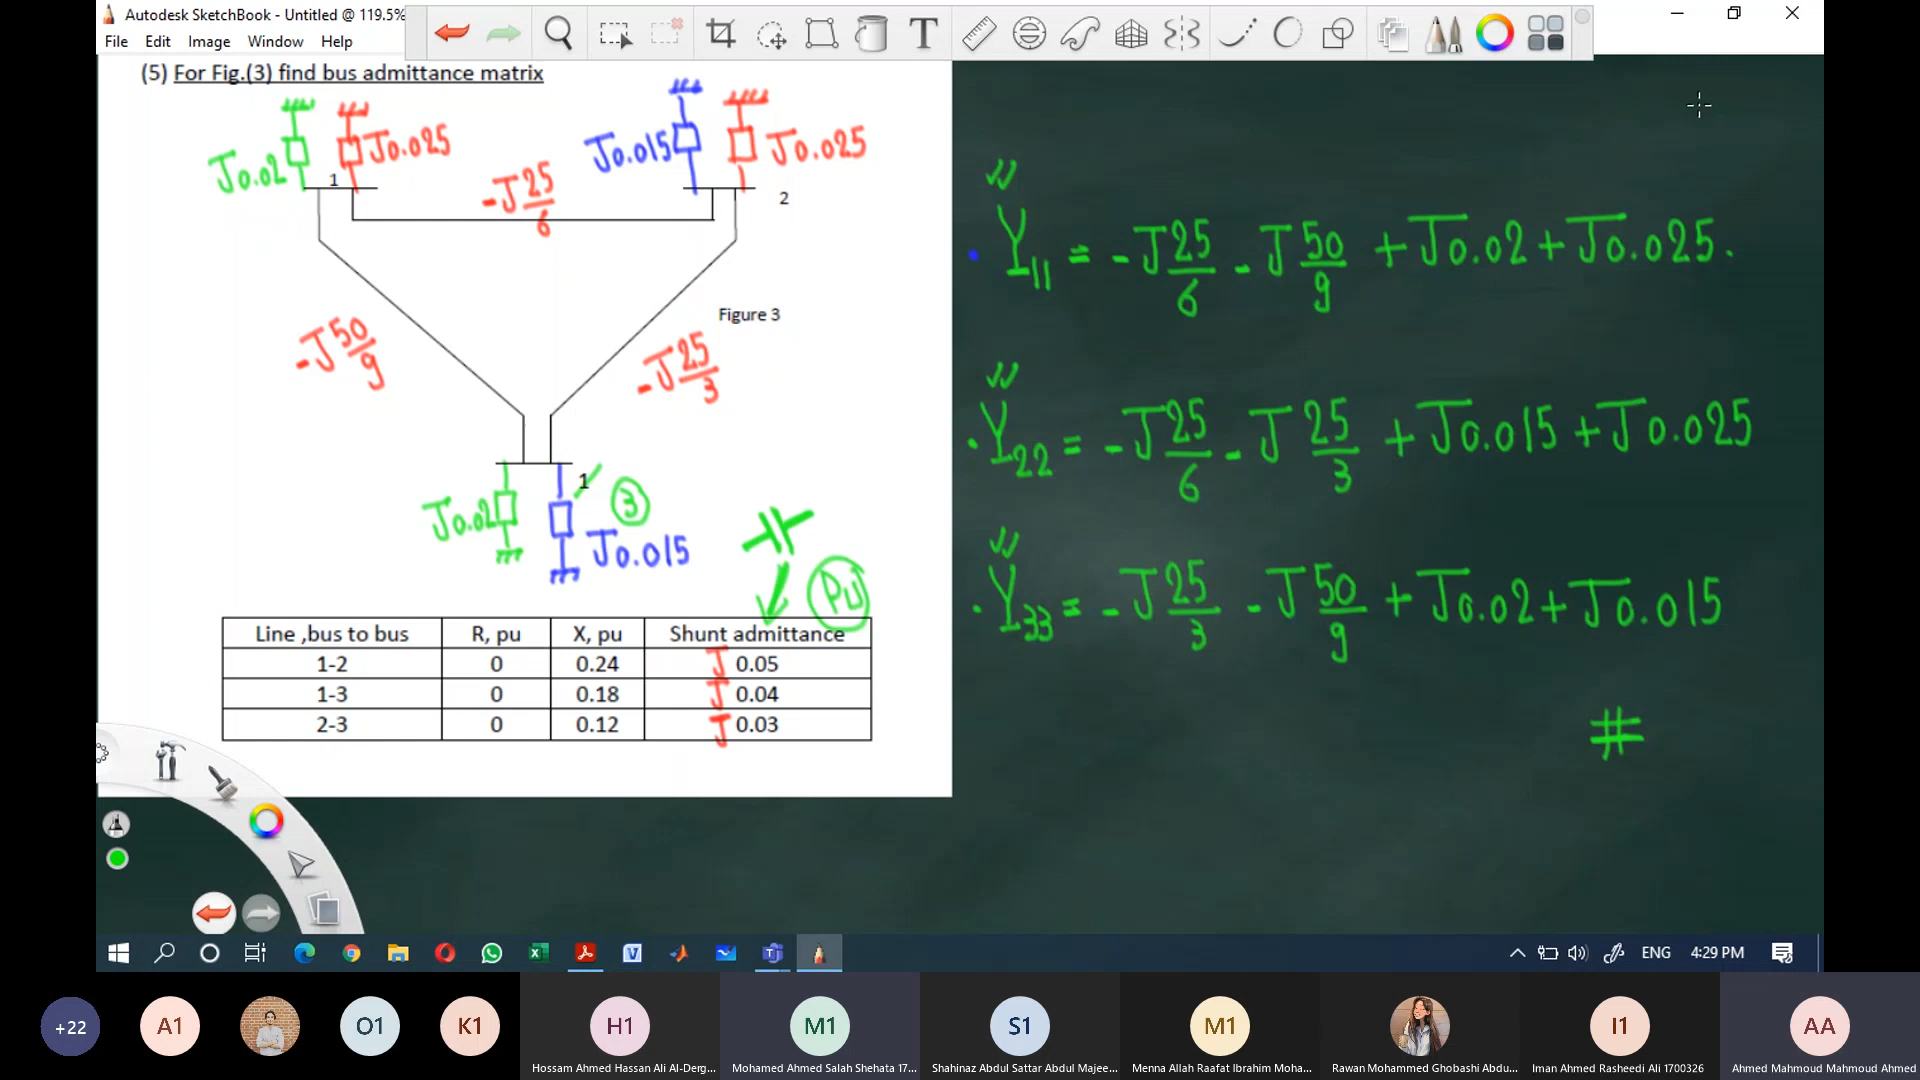 Autodesk SketchBook - Untitled @ 119.5%
File Edit Image Window Help
(5) For Fig.(3) find bus admittance matrix
J0.02
J0.025
J0.015
J0.025
1
2
-J25/6
Figure 3
-J50/9
-J25/3
1
3
J0.02
J0.015
PU
Line ,bus to bus R, pu X, pu Shunt admittance
1-2 0 0.24 J 0.05
1-3 0 0.18 J 0.04
2-3 0 0.12 J 0.03
Y11 = -J25/6 - J50/9 + J0.02 + J0.025.
Y22 = -J25/6 - J25/3 + J0.015 + J0.025
Y33 = -J25/3 - J50/9 + J0.02 + J0.015
#
ENG 4:29 PM
+22
A1
O1
K1
H1
M1
S1
M1
I1
AA
Hossam Ahmed Hassan Ali Al-Derg...
Mohamed Ahmed Salah Shehata 17...
Shahinaz Abdul Sattar Abdul Majee...
Menna Allah Raafat Ibrahim Moha...
Rawan Mohammed Ghobashi Abdu...
Iman Ahmed Rasheedi Ali 1700326
Ahmed Mahmoud Mahmoud Ahmed